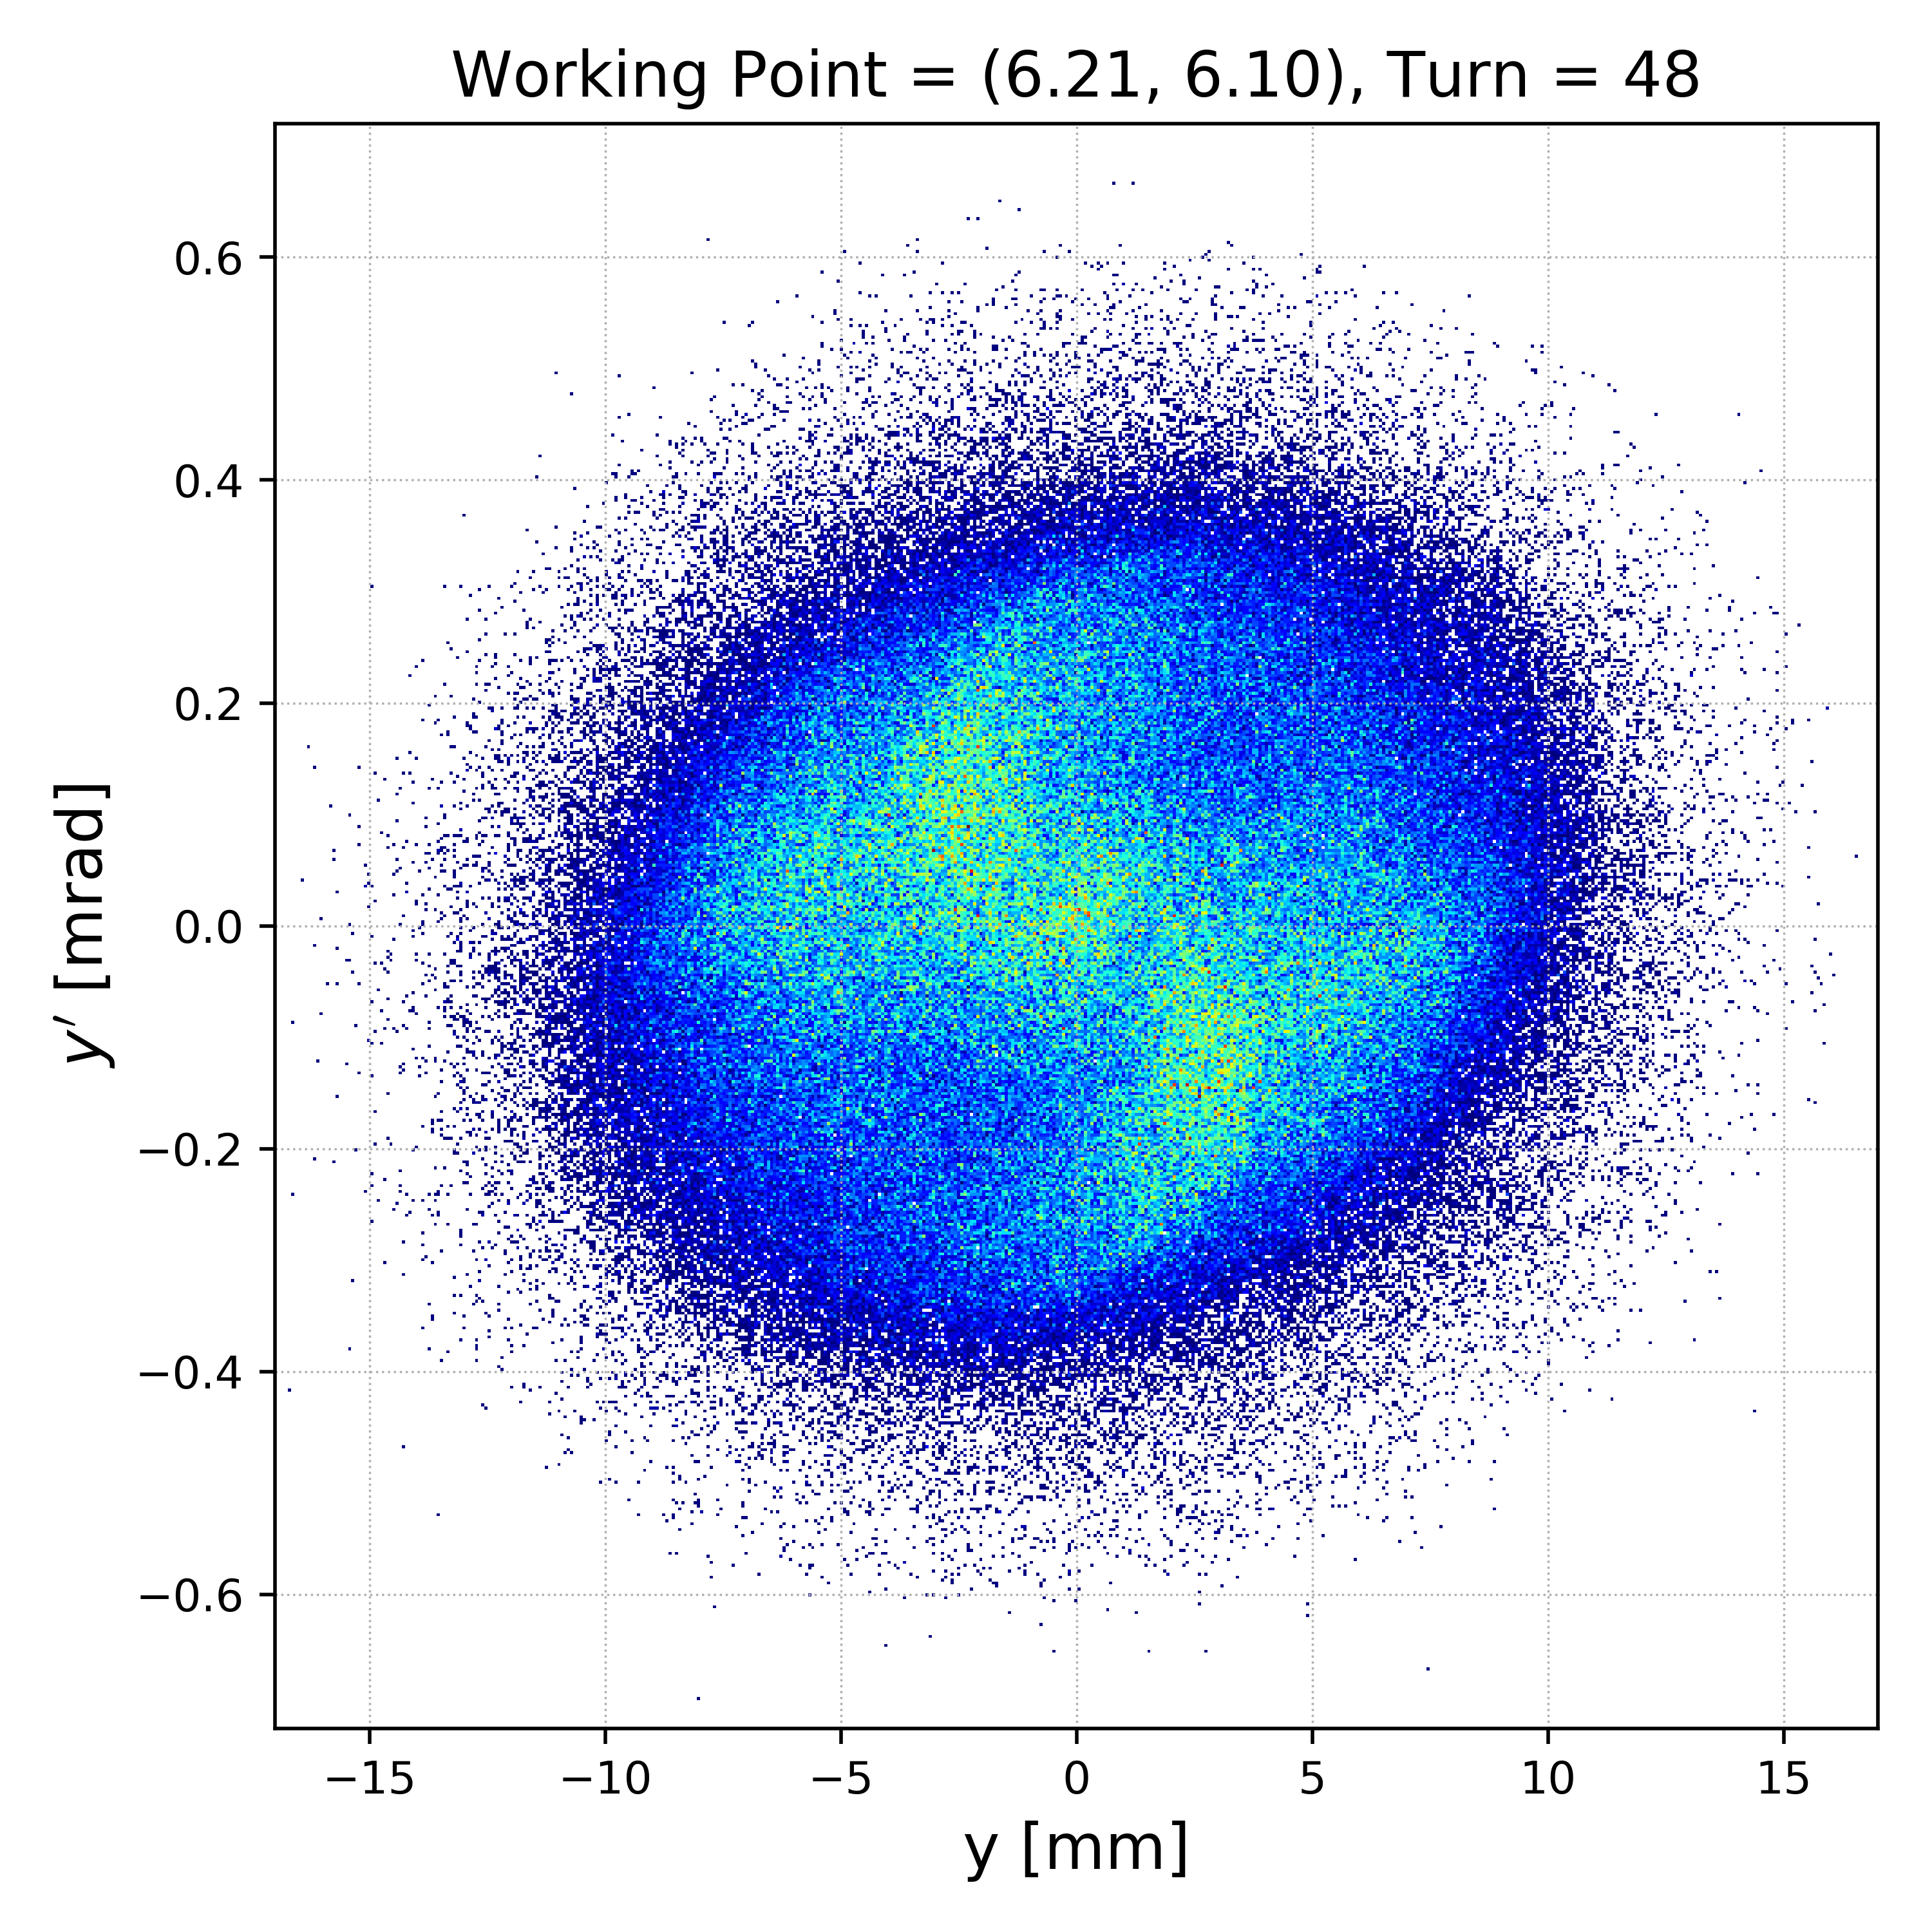 Working Point = (6.21, 6.10), Turn = 48
0.6
0.4
0.2
0.0
−0.2
−0.4
−0.6
y′ [mrad]
−15 −10 −5 0 5 10 15
y [mm]